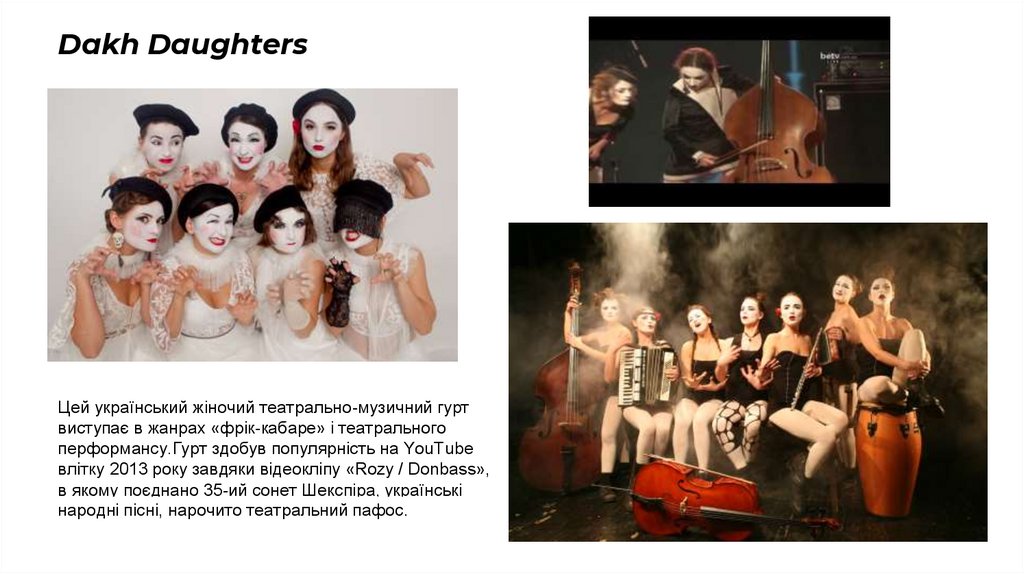 Dakh Daughters
betv
Цей український жіночий театрально-музичний гурт
виступає в жанрах «фрік-кабаре» і театрального
перформансу.Гурт здобув популярність на YouTube
влітку 2013 року завдяки відеокліпу «Rozy / Donbass»,
в якому поєднано 35-ий сонет Шекспіра, українські
народні пісні, нарочито театральний пафос.